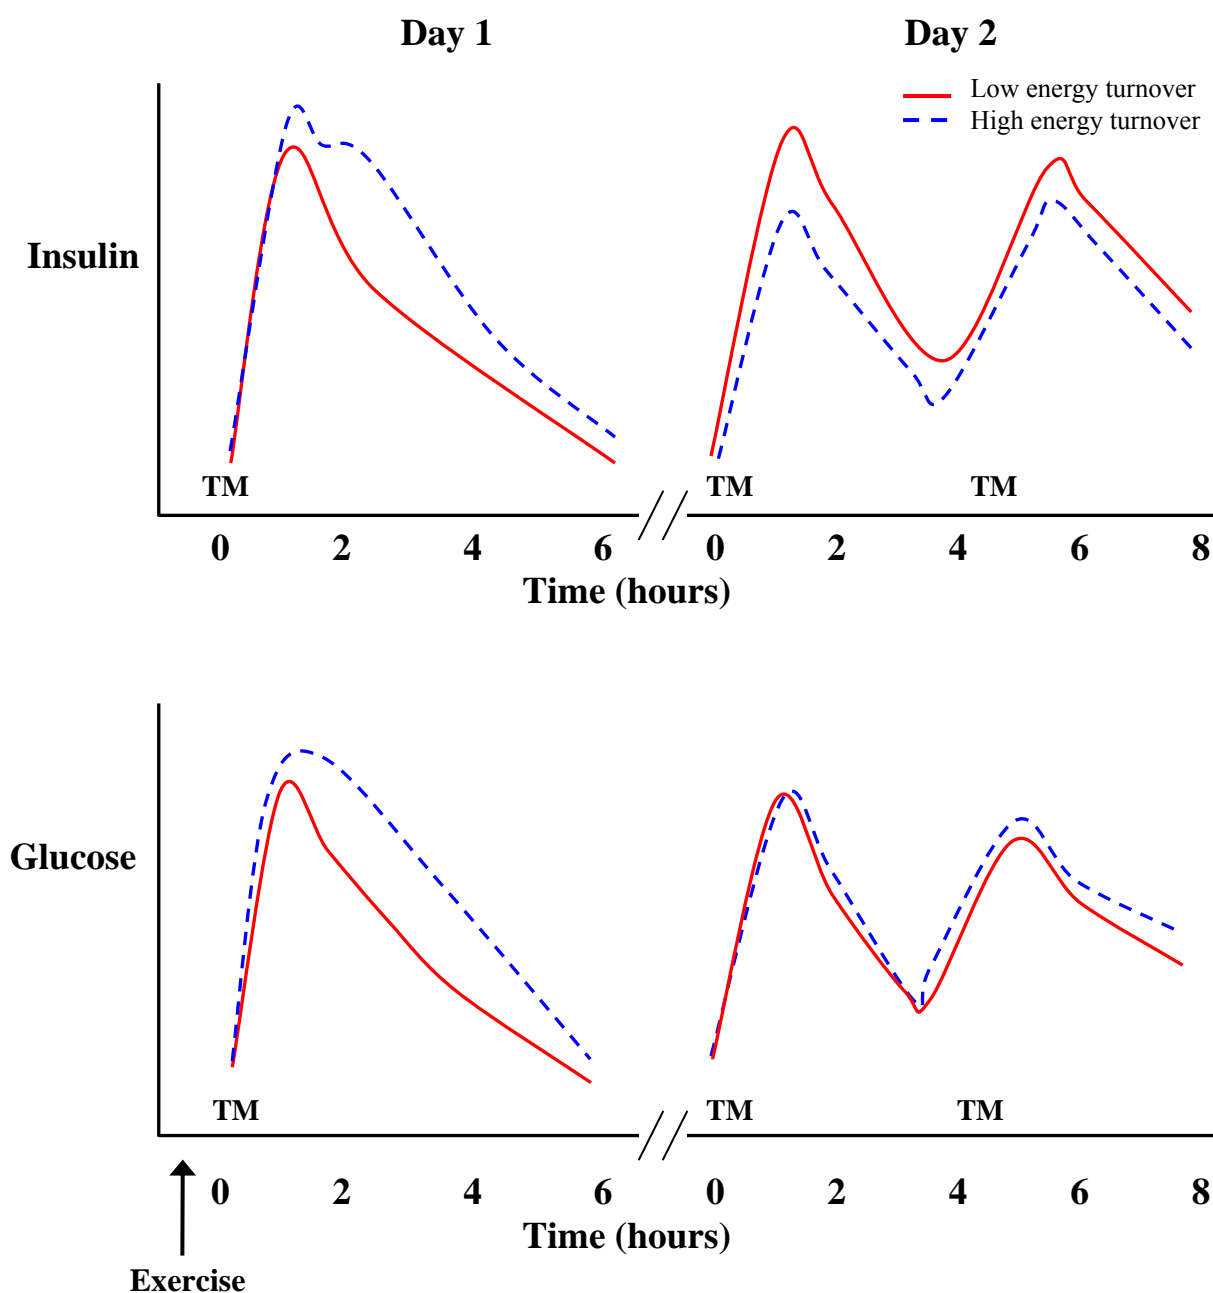 Day 1
Day 2
Low energy turnover
High energy turnover
Insulin
TM
TM
TM
0 2 4 6 0 2 4 6 8
Time (hours)
Glucose
TM
TM
TM
0 2 4 6 0 2 4 6 8
Time (hours)
Exercise